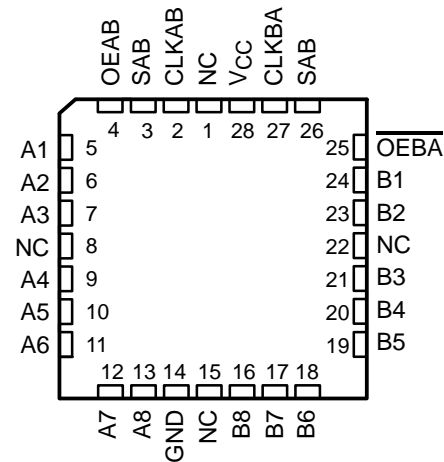 OEAB
SAB
CLKAB
NC
VCC
CLKBA
SAB
4
3
2
1
28
27
26
A1 5
25 OEBA
A2 6
24 B1
A3 7
23 B2
NC 8
22 NC
A4 9
21 B3
A5 10
20 B4
A6 11
19 B5
12
13
14
15
16
17
18
A7
A8
GND
NC
B8
B7
B6